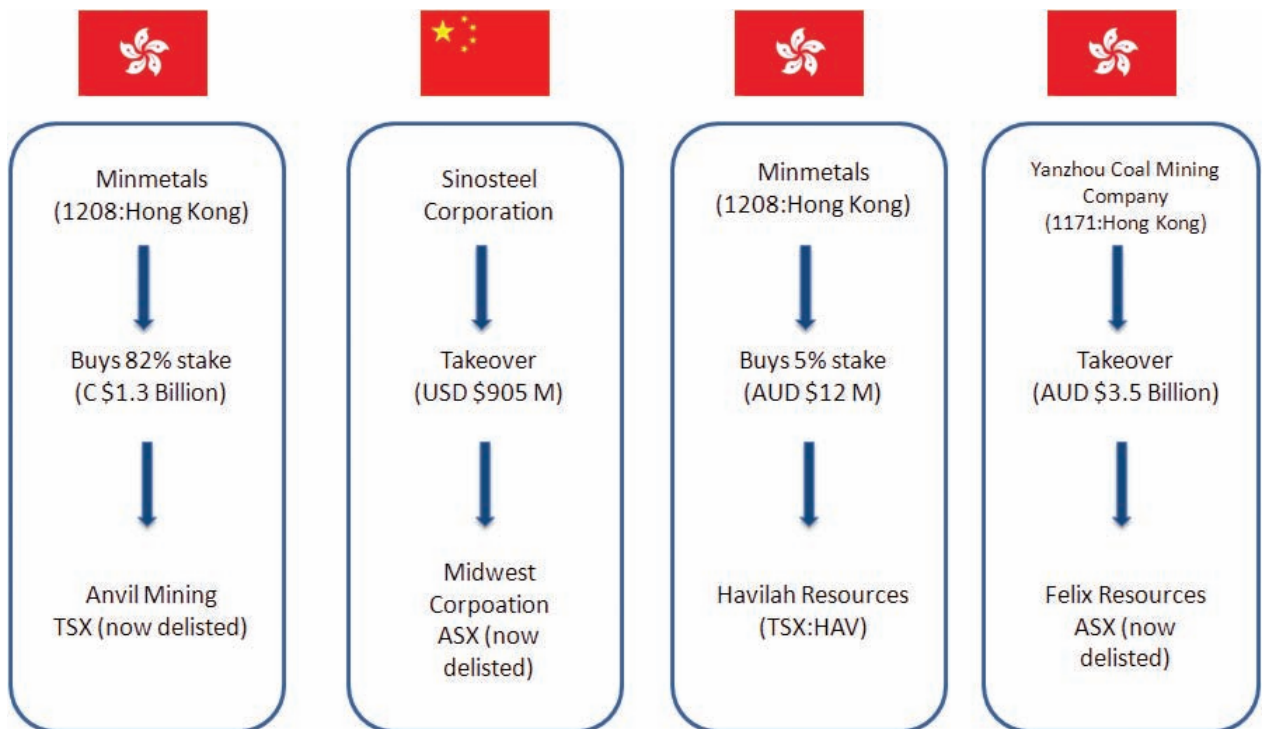 Minmetals
(1208:Hong Kong)
Buys 82% stake
(C $1.3 Billion)
Anvil Mining
TSX (now delisted)
Sinosteel
Corporation
Takeover
(USD $905 M)
Midwest
Corpoation
ASX (now
delisted)
Minmetals
(1208:Hong Kong)
Buys 5% stake
(AUD $12 M)
Havilah Resources
(TSX:HAV)
Yanzhou Coal Mining
Company
(1171:Hong Kong)
Takeover
(AUD $3.5 Billion)
Felix Resources
ASX (now
delisted)